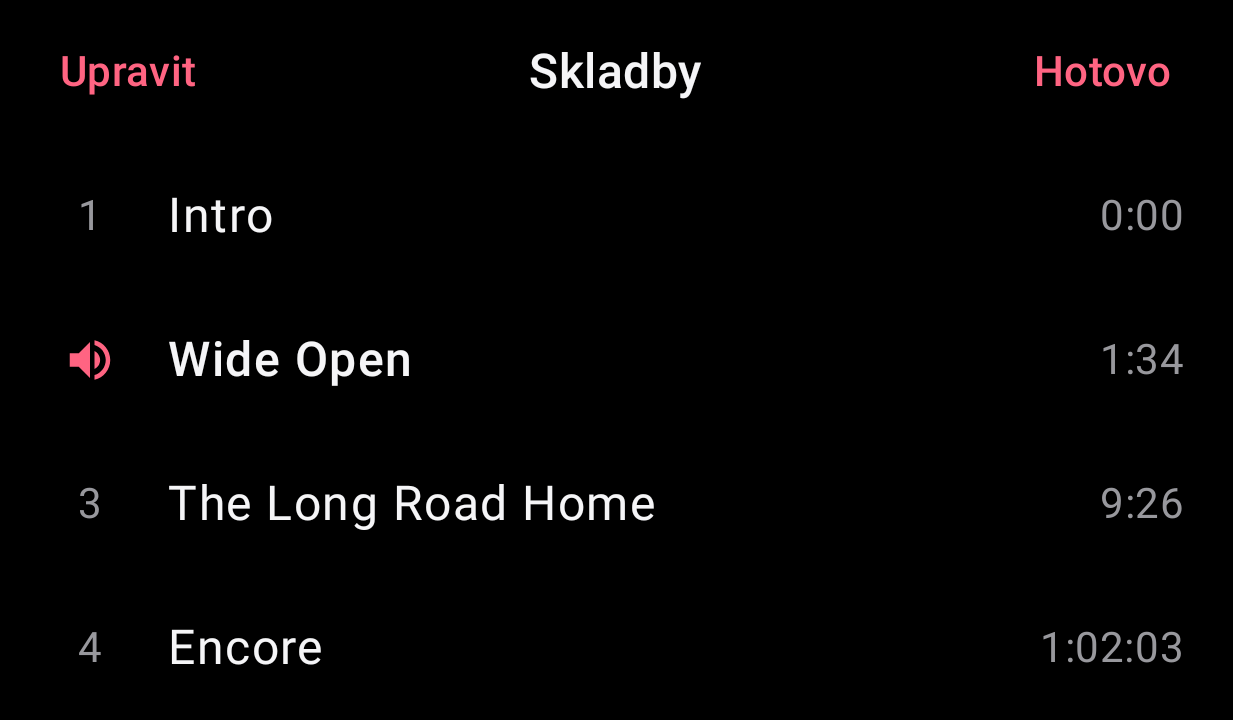 Upravit Skladby Hotovo
1 Intro 0:00
Wide Open 1:34
3 The Long Road Home 9:26
4 Encore 1:02:03